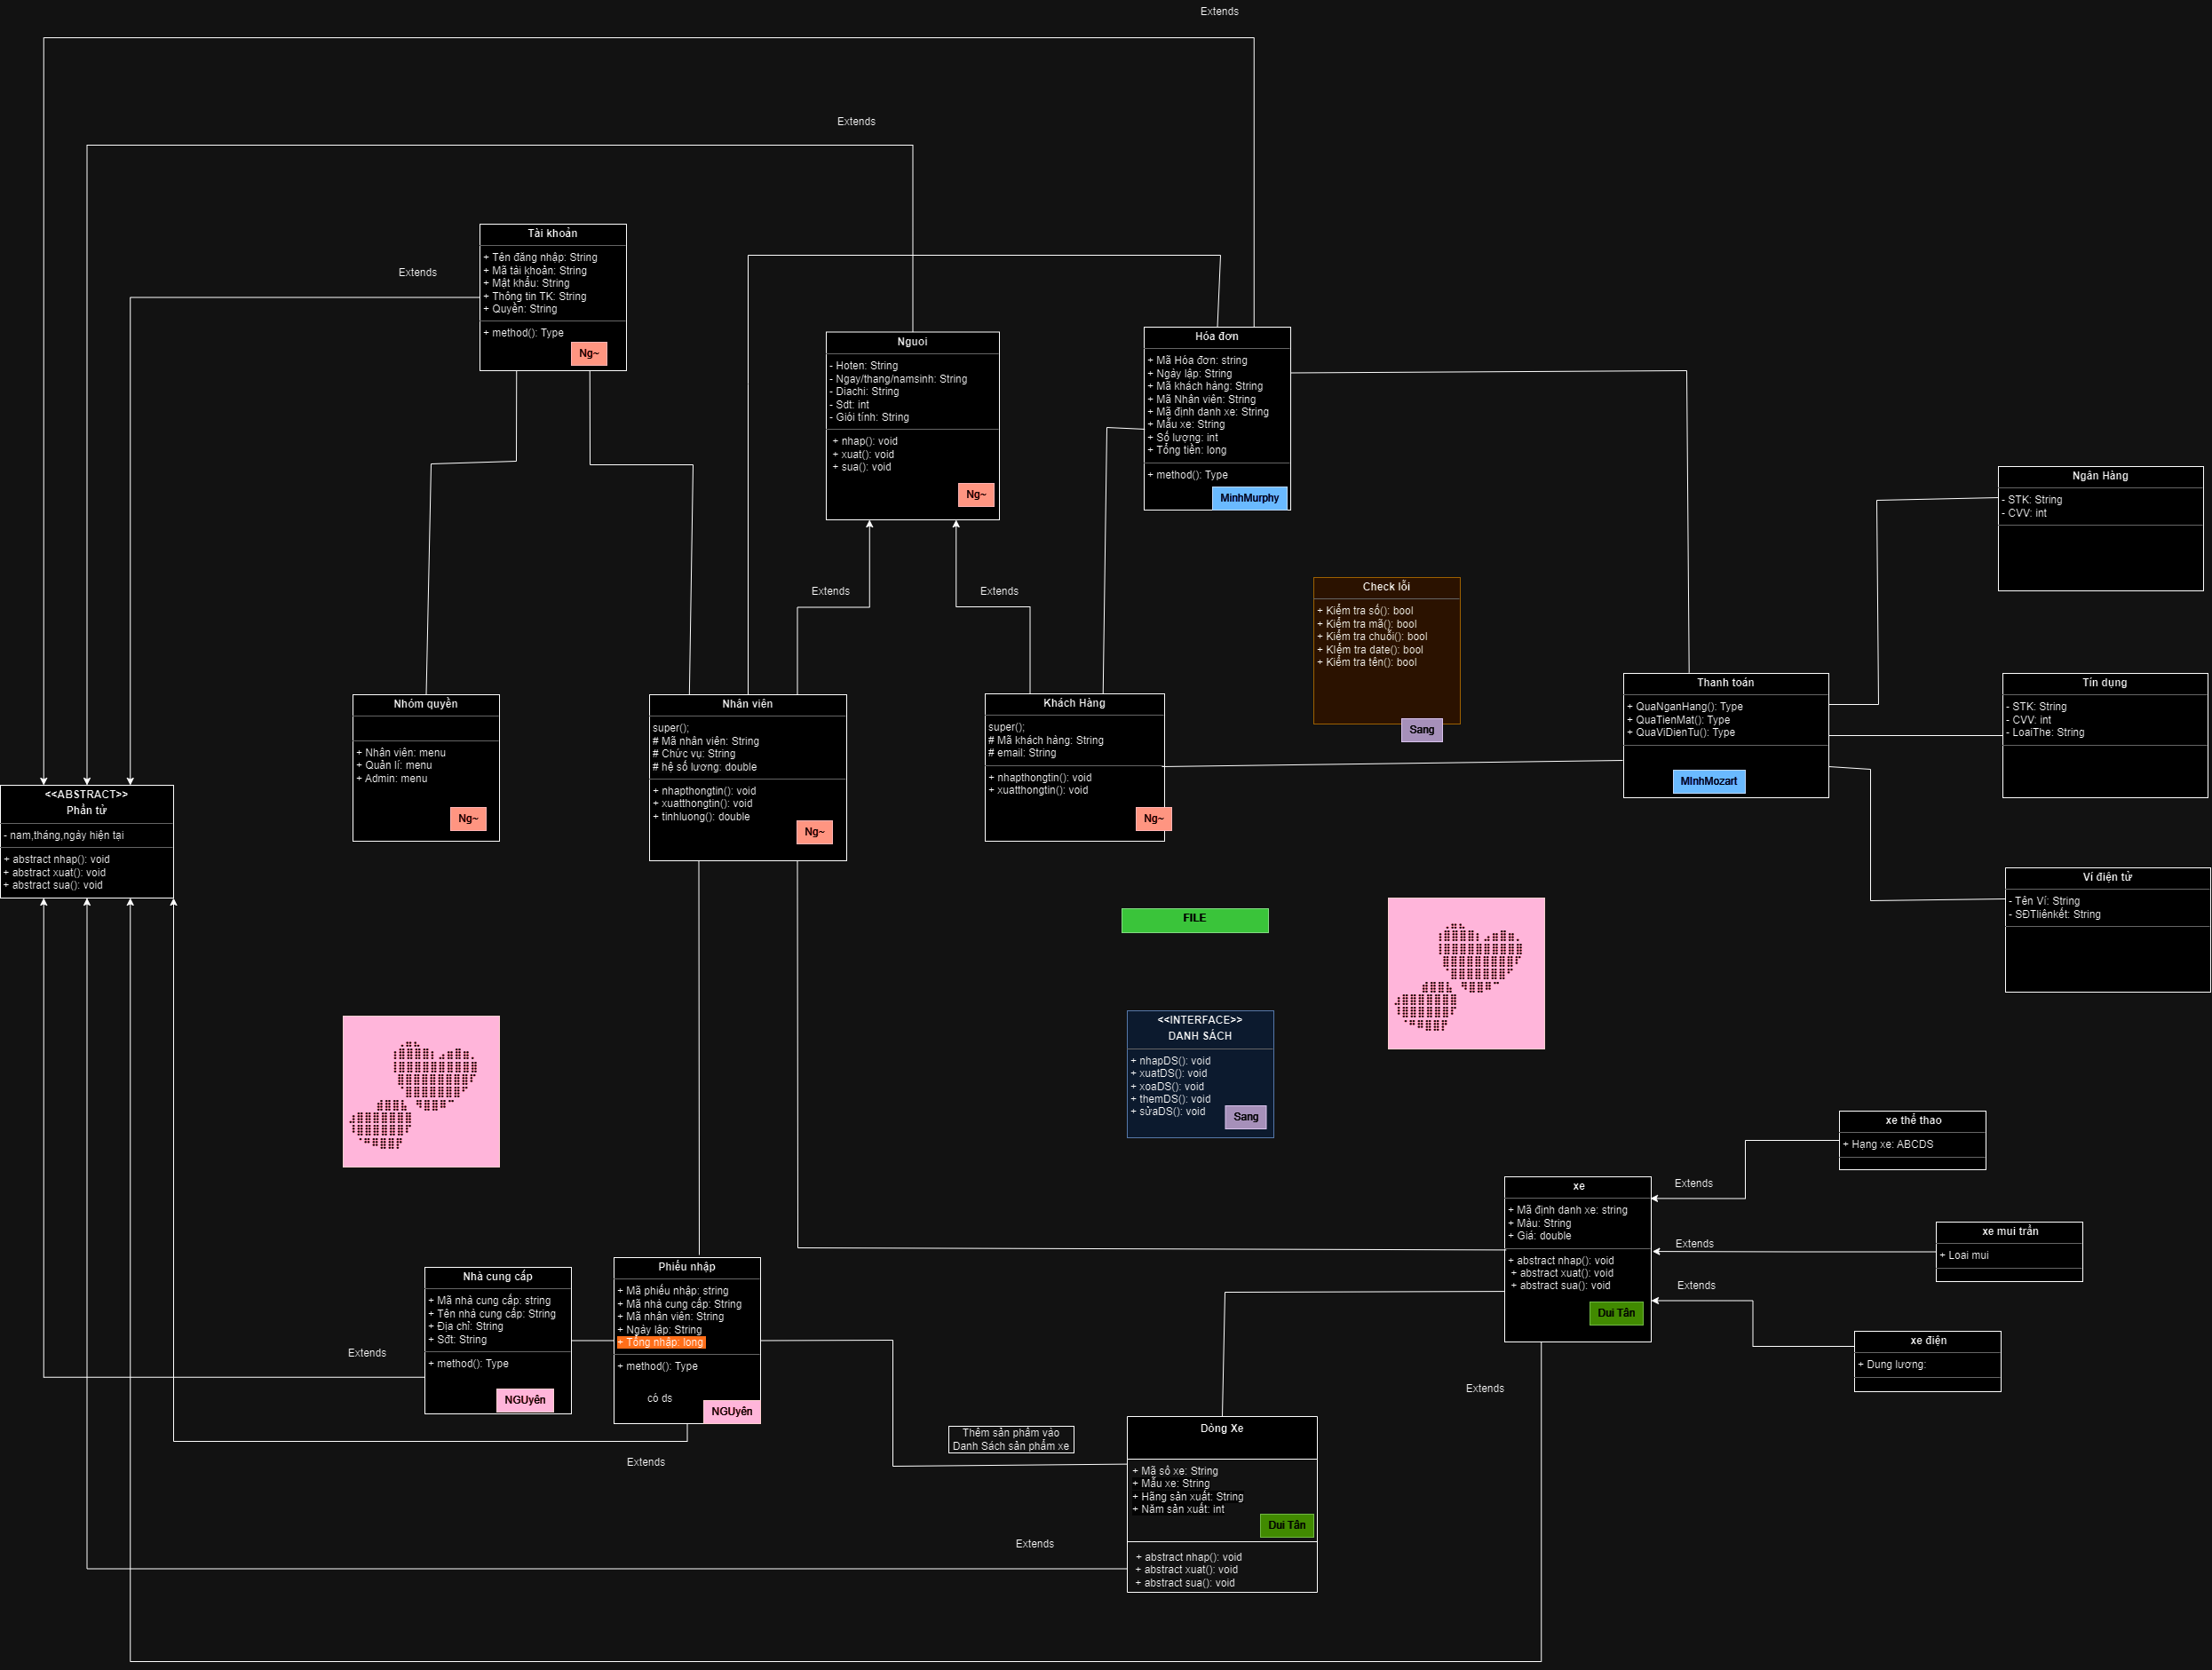 Extends
Extends
Tài khoản
+ Tên đăng nhập: String
+ Mã tài khoản: String
+ Mật khẩu: String
+ Thông tin TK: String
+ Quyền: String
+ method(): Type
Ng~
Extends
Nguoi
- Hoten: String
- Ngay/thang/namsinh: String
- Diachi: String
- Sdt: int
- Giói tính: String
+ nhap(): void
+ xuat(): void
+ sua(): void
Ng~
Hóa đơn
+ Mã Hóa đơn: string
+ Ngày lập: String
+ Mã khách hàng: String
+ Mã Nhân viên: String
+ Mã định danh xe: String
+ Mẫu xe: String
+ Số lượng: int
+ Tổng tiền: long
+ method(): Type
MinhMurphy
Ngân Hàng
- STK: String
- CVV: int
Extends
Extends
Check lỗi
+ Kiểm tra số(): bool
+ Kiểm tra mã(): bool
+ Kiểm tra chuỗi(): bool
+ KIểm tra date(): bool
+ Kiểm tra tên(): bool
Sang
Nhóm quyền
+ Nhân viên: menu
+ Quản lí: menu
+ Admin: menu
Ng~
Nhân viên
super();
# Mã nhân viên: String
# Chức vụ: String
# hệ số lương: double
+ nhapthongtin(): void
+ xuatthongtin(): void
+ tinhluong(): double
Ng~
Khách Hàng
super();
# Mã khách hàng: String
# email: String
+ nhapthongtin(): void
+ xuatthongtin(): void
Ng~
Thanh toán
+ QuaNganHang(): Type
+ QuaTienMat(): Type
+ QuaViDienTu(): Type
MInhMozart
Tín dụng
- STK: String
- CVV: int
- LoaiThe: String
<<ABSTRACT>>
Phần tử
- nam,tháng,ngày hiện tại
+ abstract nhap(): void
+ abstract xuat(): void
+ abstract sua(): void
Ví điện tử
- Tên Ví: String
- SĐTliênkết: String
FILE
<<INTERFACE>>
DANH SÁCH
+ nhapDS(): void
+ xuatDS(): void
+ xoaDS(): void
+ themDS(): void
+ sửaDS(): void
Sang
xe thể thao
+ Hạng xe: ABCDS
Extends
xe
+ Mã định danh xe: string
+ Màu: String
+ Giá: double
+ abstract nhap(): void
+ abstract xuat(): void
+ abstract sua(): void
Dui Tân
xe mui trần
+ Loai mui
Extends
Extends
xe điện
+ Dung lượng:
Nhà cung cấp
+ Mã nhà cung cấp: string
+ Tên nhà cung cấp: String
+ Địa chỉ: String
+ Sđt: String
+ method(): Type
NGUyên
Extends
Phiếu nhập
+ Mã phiếu nhập: string
+ Mã nhà cung cấp: String
+ Mã nhân viên: String
+ Ngày lập: String
+ Tổng nhập: long
+ method(): Type
có ds
NGUyên
Extends
Extends
Thêm sản phẩm vào
Danh Sách sản phẩm xe
Dòng Xe
+ Mã số xe: String
+ Mẫu xe: String
+ Hãng sản xuất: String
+ Năm sản xuất: int
Dui Tân
+ abstract nhap(): void
+ abstract xuat(): void
+ abstract sua(): void
Extends